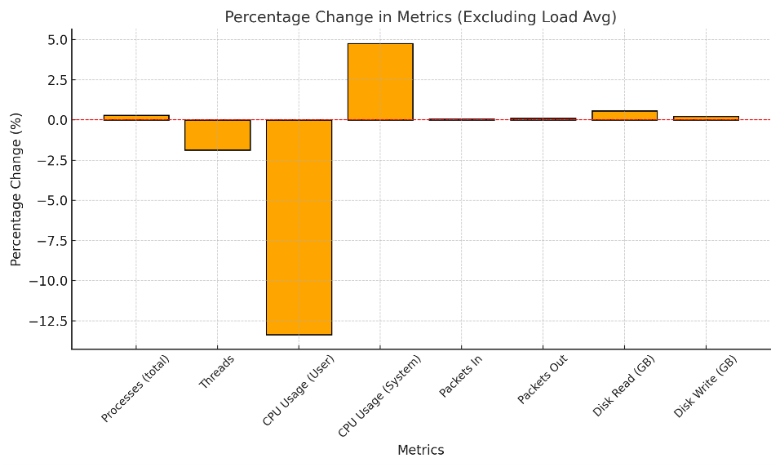 Percentage Change in Metrics (Excluding Load Avg)
Percentage Change (%)
5.0
2.5
0.0
−2.5
−5.0
−7.5
−10.0
−12.5
Processes (total)
Threads
CPU Usage (User)
CPU Usage (System)
Packets In
Packets Out
Disk Read (GB)
Disk Write (GB)
Metrics